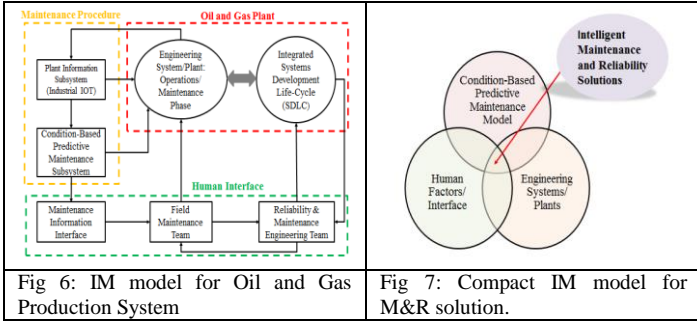 Maintenance Procedure
Oil and Gas Plant
Plant Information
Subsystem
(Industrial IOT)
Engineering
System/Plant:
Operations/
Maintenance
Phase
Integrated
Systems
Development
Life-Cycle
(SDLC)
Condition-Based
Predictive
Maintenance
Subsystem
Human Interface
Maintenance
Information
Interface
Field
Maintenance
Team
Reliability &
Maintenance
Engineering Team
Fig 6: IM model for Oil and Gas
Production System
Intelligent
Maintenance
and Reliability
Solutions
Condition-Based
Predictive
Maintenance
Model
Human
Factors/
Interface
Engineering
Systems/
Plants
Fig 7: Compact IM model for
M&R solution.